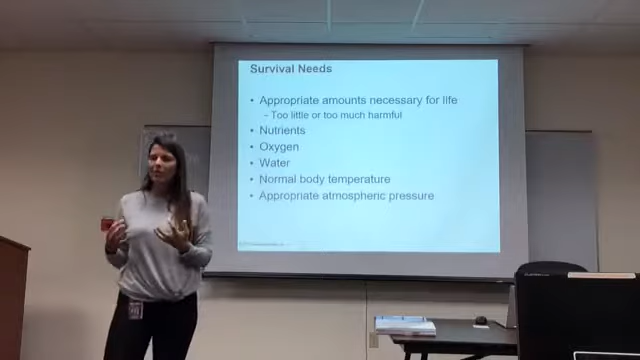 Survival Needs
• Appropriate amounts necessary for life
– Too little or too much harmful
• Nutrients
• Oxygen
• Water
• Normal body temperature
• Appropriate atmospheric pressure